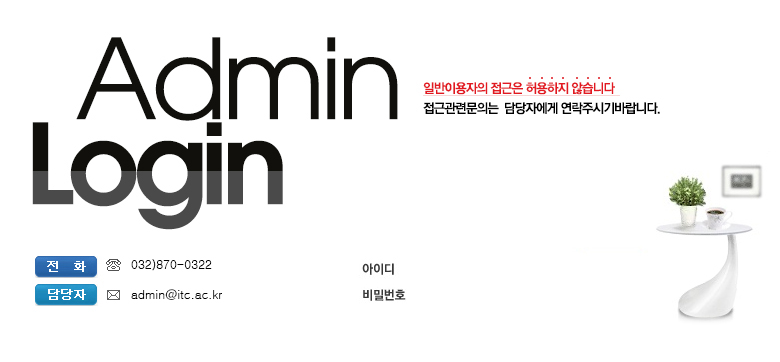 Admin
Login
일반이용자의 접근은 허용하지 않습니다
접근관련문의는 담당자에게 연락주시기바랍니다.
전 화 032)870-0322
담당자 admin@itc.ac.kr
아이디
비밀번호